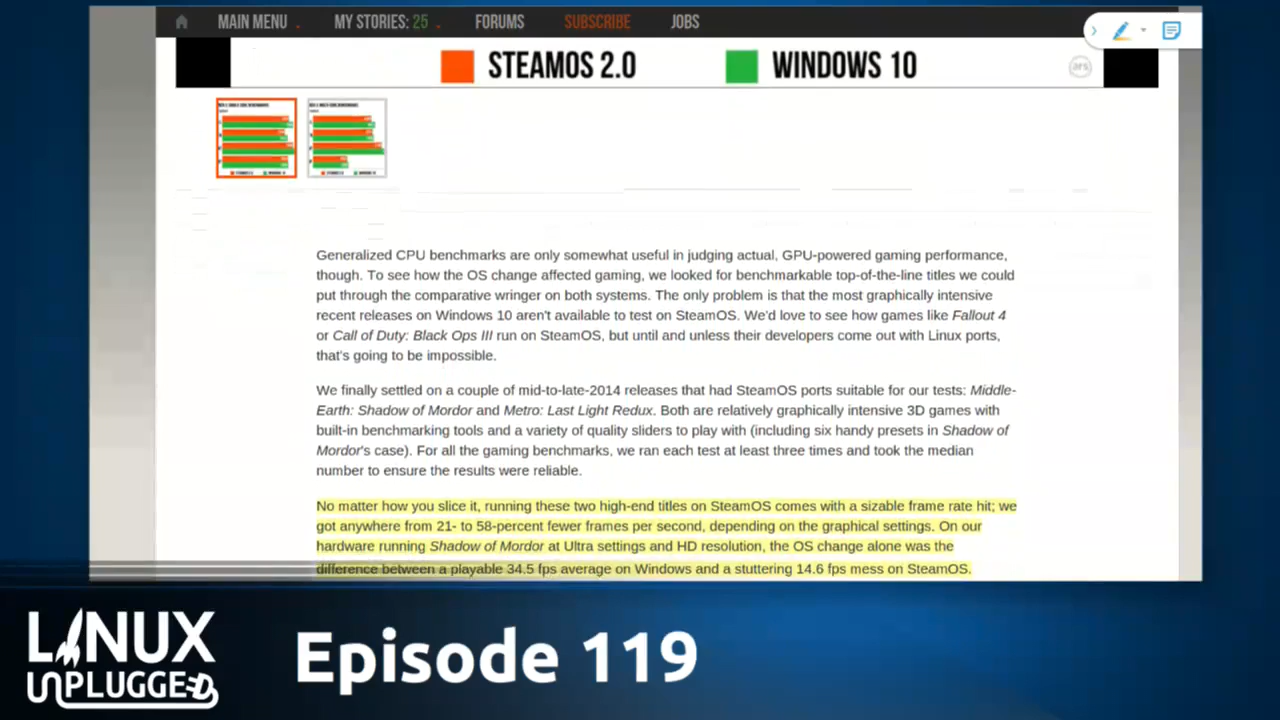 MAIN MENU
MY STORIES: 25
FORUMS
SUBSCRIBE
JOBS
STEAMOS 2.0
WINDOWS 10
ars
Generalized CPU benchmarks are only somewhat useful in judging actual, GPU-powered gaming performance,
though. To see how the OS change affected gaming, we looked for benchmarkable top-of-the-line titles we could
put through the comparative wringer on both systems. The only problem is that the most graphically intensive
recent releases on Windows 10 aren't available to test on SteamOS. We'd love to see how games like Fallout 4
or Call of Duty: Black Ops III run on SteamOS, but until and unless their developers come out with Linux ports,
that's going to be impossible.
We finally settled on a couple of mid-to-late-2014 releases that had SteamOS ports suitable for our tests: Middle-
Earth: Shadow of Mordor and Metro: Last Light Redux. Both are relatively graphically intensive 3D games with
built-in benchmarking tools and a variety of quality sliders to play with (including six handy presets in Shadow of
Mordor's case). For all the gaming benchmarks, we ran each test at least three times and took the median
number to ensure the results were reliable.
No matter how you slice it, running these two high-end titles on SteamOS comes with a sizable frame rate hit; we
got anywhere from 21- to 58-percent fewer frames per second, depending on the graphical settings. On our
hardware running Shadow of Mordor at Ultra settings and HD resolution, the OS change alone was the
difference between a playable 34.5 fps average on Windows and a stuttering 14.6 fps mess on SteamOS.
LINUX
UNPLUGGED
Episode 119